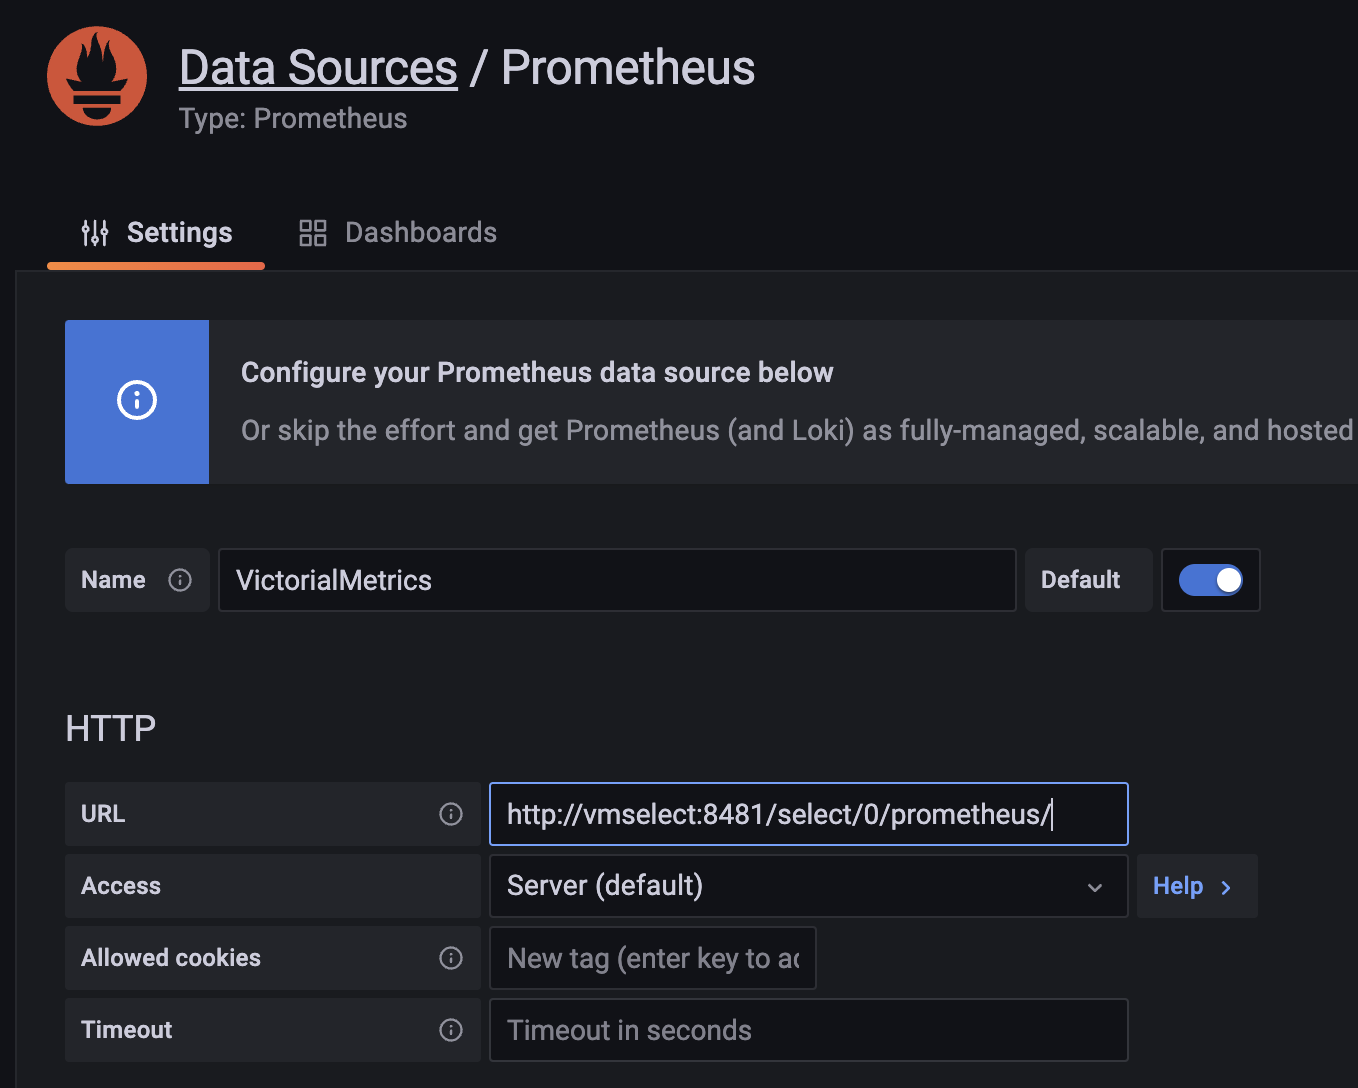 Data Sources / Prometheus
Type: Prometheus
Settings
Dashboards
Configure your Prometheus data source below
Or skip the effort and get Prometheus (and Loki) as fully-managed, scalable, and hosted
Name
VictorialMetrics
Default
HTTP
URL
http://vmselect:8481/select/0/prometheus/
Access
Server (default)
Help
Allowed cookies
New tag (enter key to ad
Timeout
Timeout in seconds